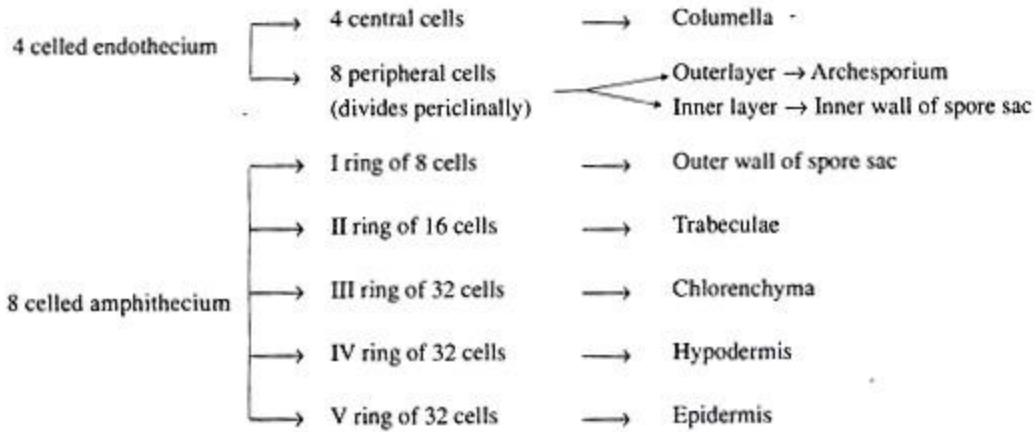 4 celled endothecium
4 central cells → Columella
8 peripheral cells
(divides periclinally)
Outerlayer → Archesporium
Inner layer → Inner wall of spore sac
8 celled amphithecium
I ring of 8 cells → Outer wall of spore sac
II ring of 16 cells → Trabeculae
III ring of 32 cells → Chlorenchyma
IV ring of 32 cells → Hypodermis
V ring of 32 cells → Epidermis